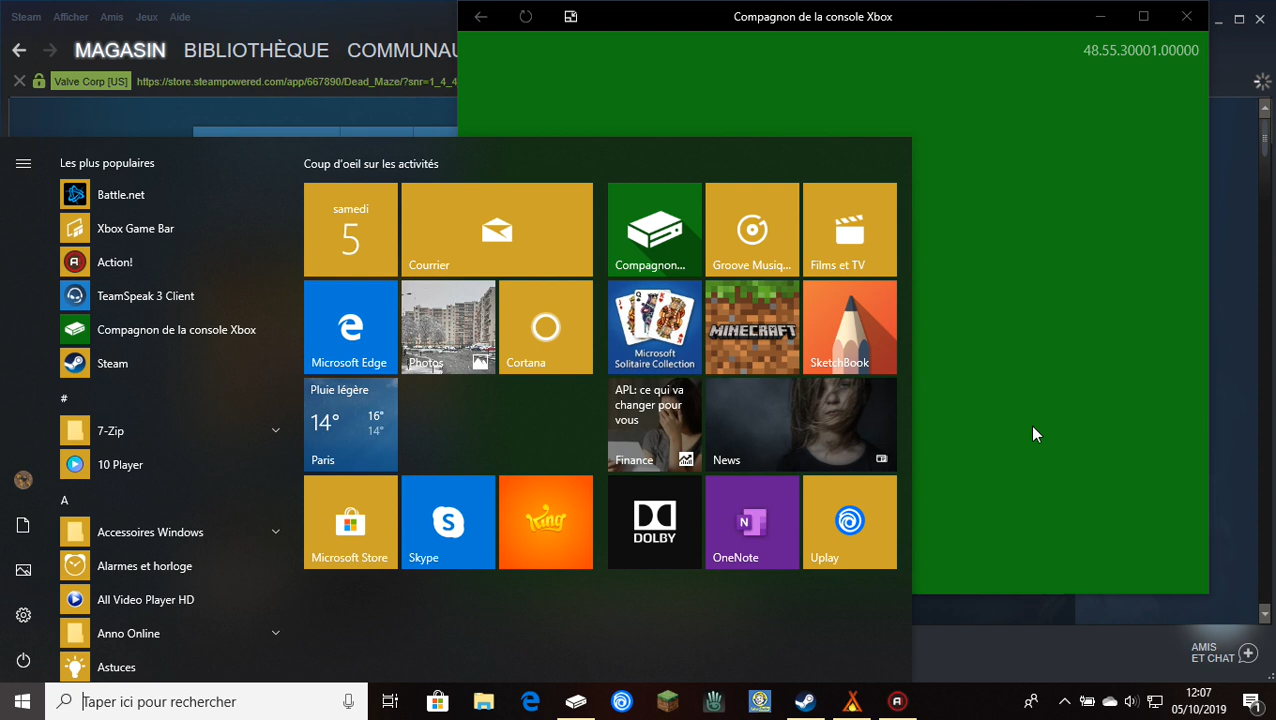 Steam Afficher Amis Jeux Aide
MAGASIN BIBLIOTHÈQUE COMMUNAU
Valve Corp [US] https://store.steampowered.com/app/667890/Dead_Maze/?snr=1_4_4
Compagnon de la console Xbox
48.55.30001.00000
Les plus populaires
Battle.net
Xbox Game Bar
Action!
TeamSpeak 3 Client
Compagnon de la console Xbox
Steam
#
7-Zip
10 Player
A
Accessoires Windows
Alarmes et horloge
All Video Player HD
Anno Online
Astuces
Coup d'oeil sur les activités
samedi
5
Courrier
Compagnon...
Groove Musiq...
Films et TV
Microsoft Edge
Photos
Cortana
Microsoft
Solitaire Collection
MINECRAFT
SketchBook
Pluie légère
14° 16°
14°
Paris
APL: ce qui va
changer pour
vous
Finance
News
Microsoft Store
Skype
King
DOLBY
N
OneNote
Uplay
AMIS
ET CHAT
Taper ici pour rechercher
12:07
05/10/2019
1